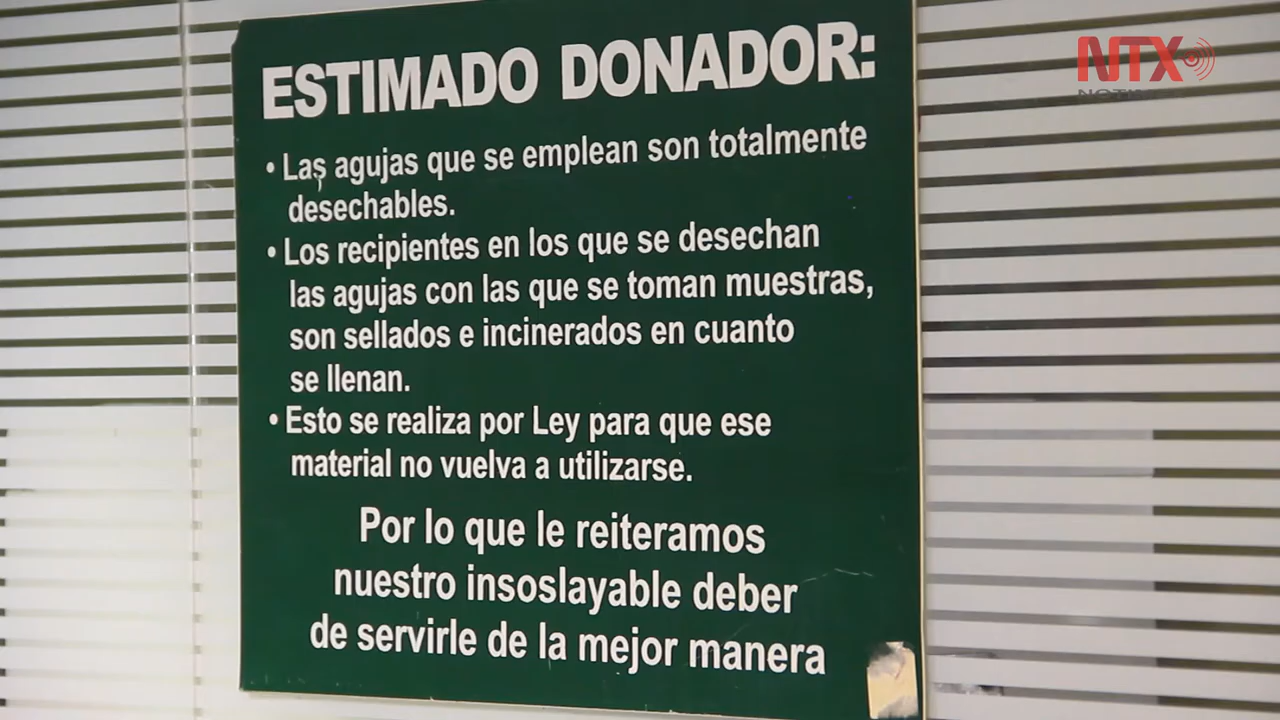 NTX
ESTIMADO DONADOR:
• Las agujas que se emplean son totalmente
desechables.
• Los recipientes en los que se desechan
las agujas con las que se toman muestras,
son sellados e incinerados en cuanto
se llenan.
• Esto se realiza por Ley para que ese
material no vuelva a utilizarse.
Por lo que le reiteramos
nuestro insoslayable deber
de servirle de la mejor manera